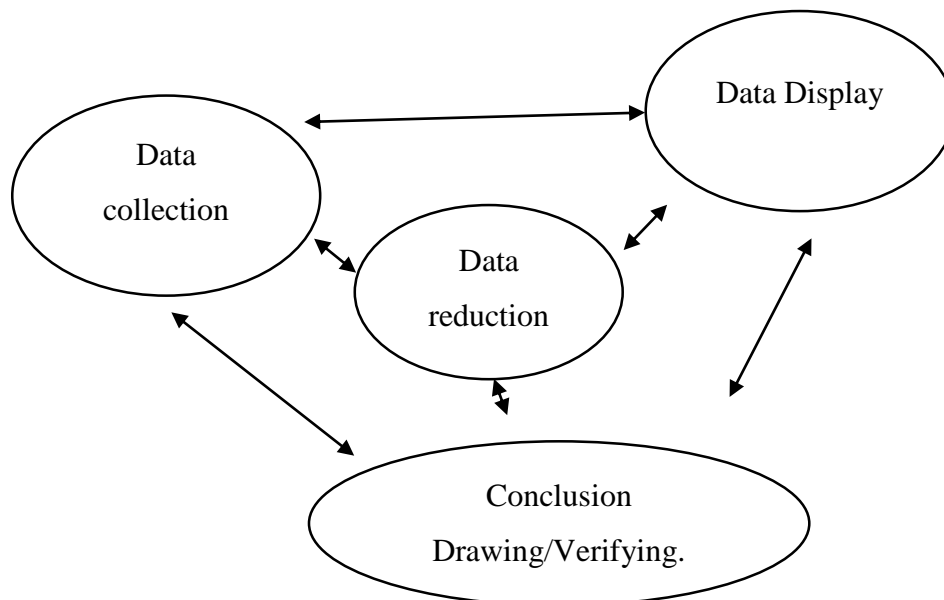 Data Display
Data
collection
Data
reduction
Conclusion
Drawing/Verifying.